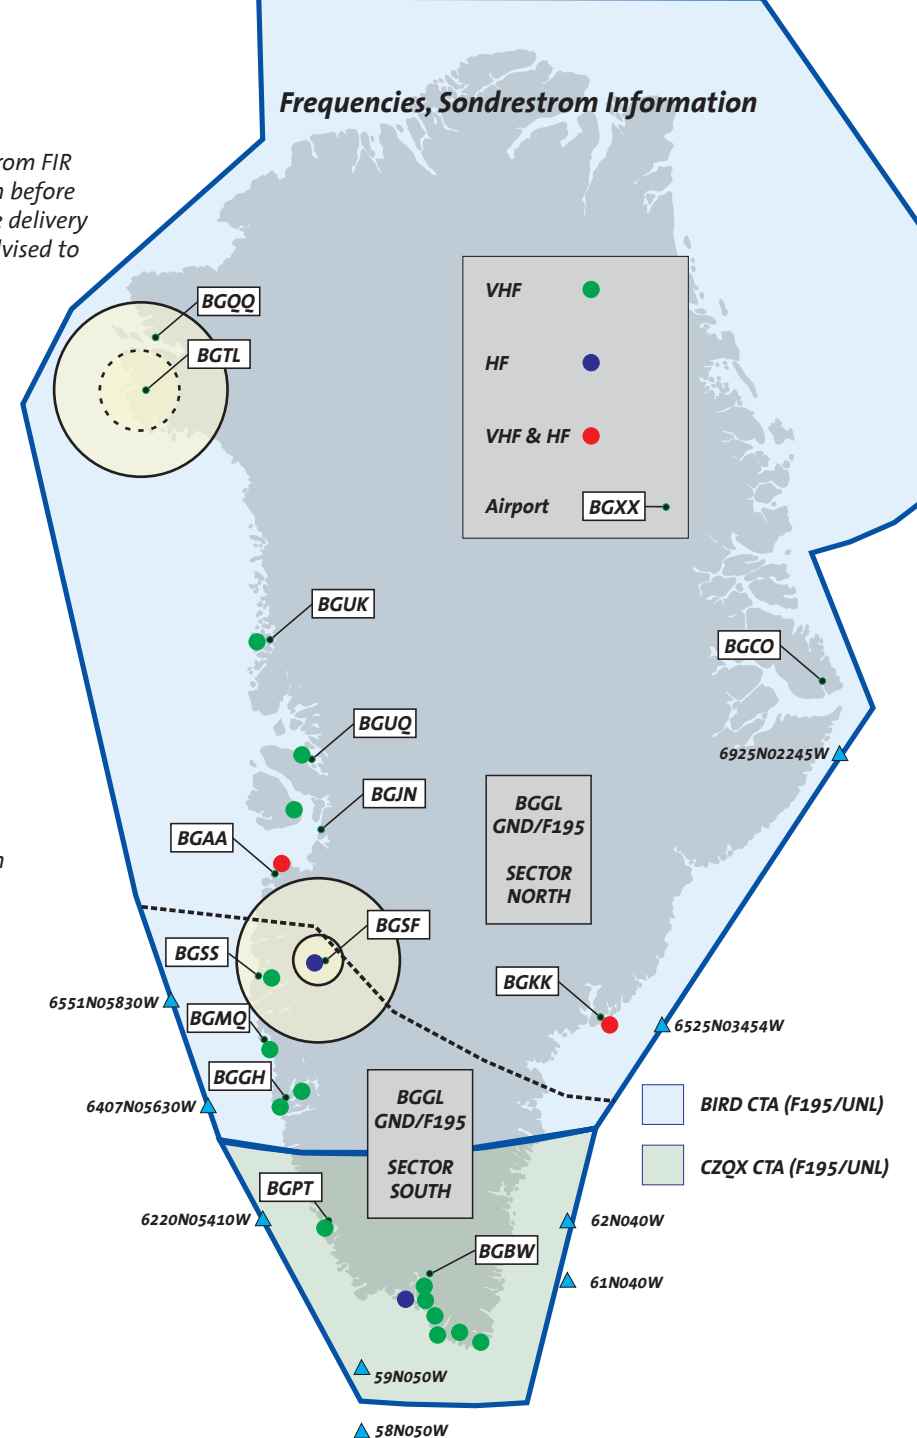 Frequencies, Sondrestrom Information
rom FIR
before
delivery
vised to
BGQQ
BGTL
VHF
HF
VHF & HF
Airport
BGXX
BGUK
BGCO
BGUQ
6925N02245W
BGJN
BGGL
GND/F195
SECTOR
NORTH
BGAA
BGSF
BGSS
BGKK
6551N05830W
BGMQ
6525N03454W
BGGH
BGGL
GND/F195
SECTOR
SOUTH
6407N05630W
BIRD CTA (F195/UNL)
CZQX CTA (F195/UNL)
BGPT
6220N05410W
62N040W
BGBW
61N040W
59N050W
58N050W